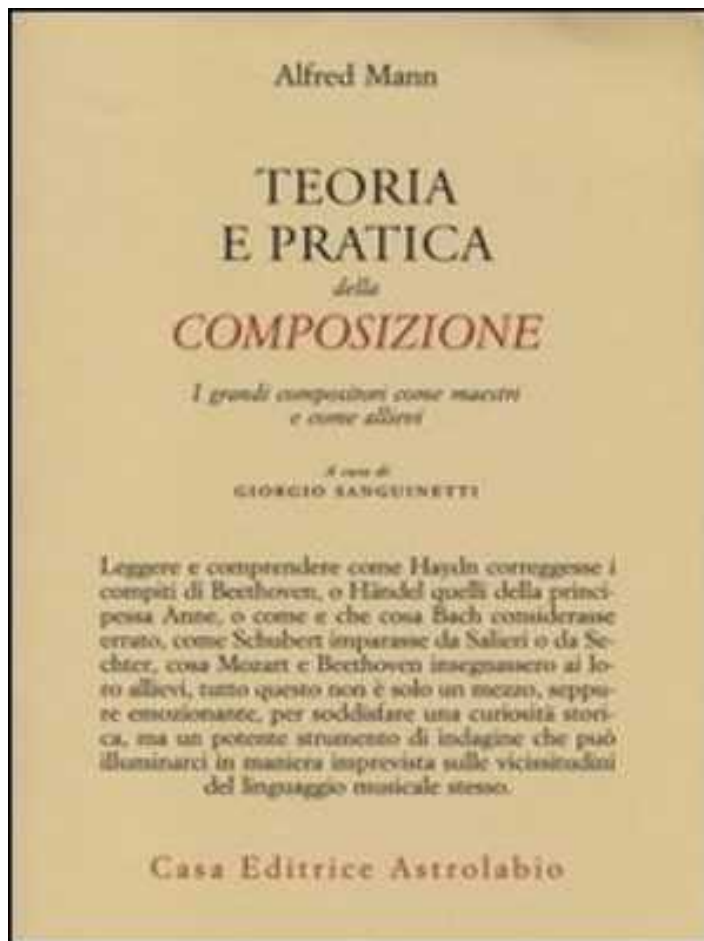 Alfred Mann
TEORIA
E PRATICA
della
COMPOSIZIONE
I grandi compositori come maestri
e come allievi
A cura di
GIORGIO SANGUINETTI
Leggere e comprendere come Haydn correggesse i
compiti di Beethoven, o Händel quelli della princi-
pessa Anne, o come e che cosa Bach considerasse
errato, come Schubert imparasse da Salieri o da Se-
chter, cosa Mozart e Beethoven insegnassero ai lo-
ro allievi, tutto questo non è solo un mezzo, seppu-
re emozionante, per soddisfare una curiosità stori-
ca, ma un potente strumento di indagine che può
illuminarci in maniera imprevista sulle vicissitudini
del linguaggio musicale stesso.
Casa Editrice Astrolabio